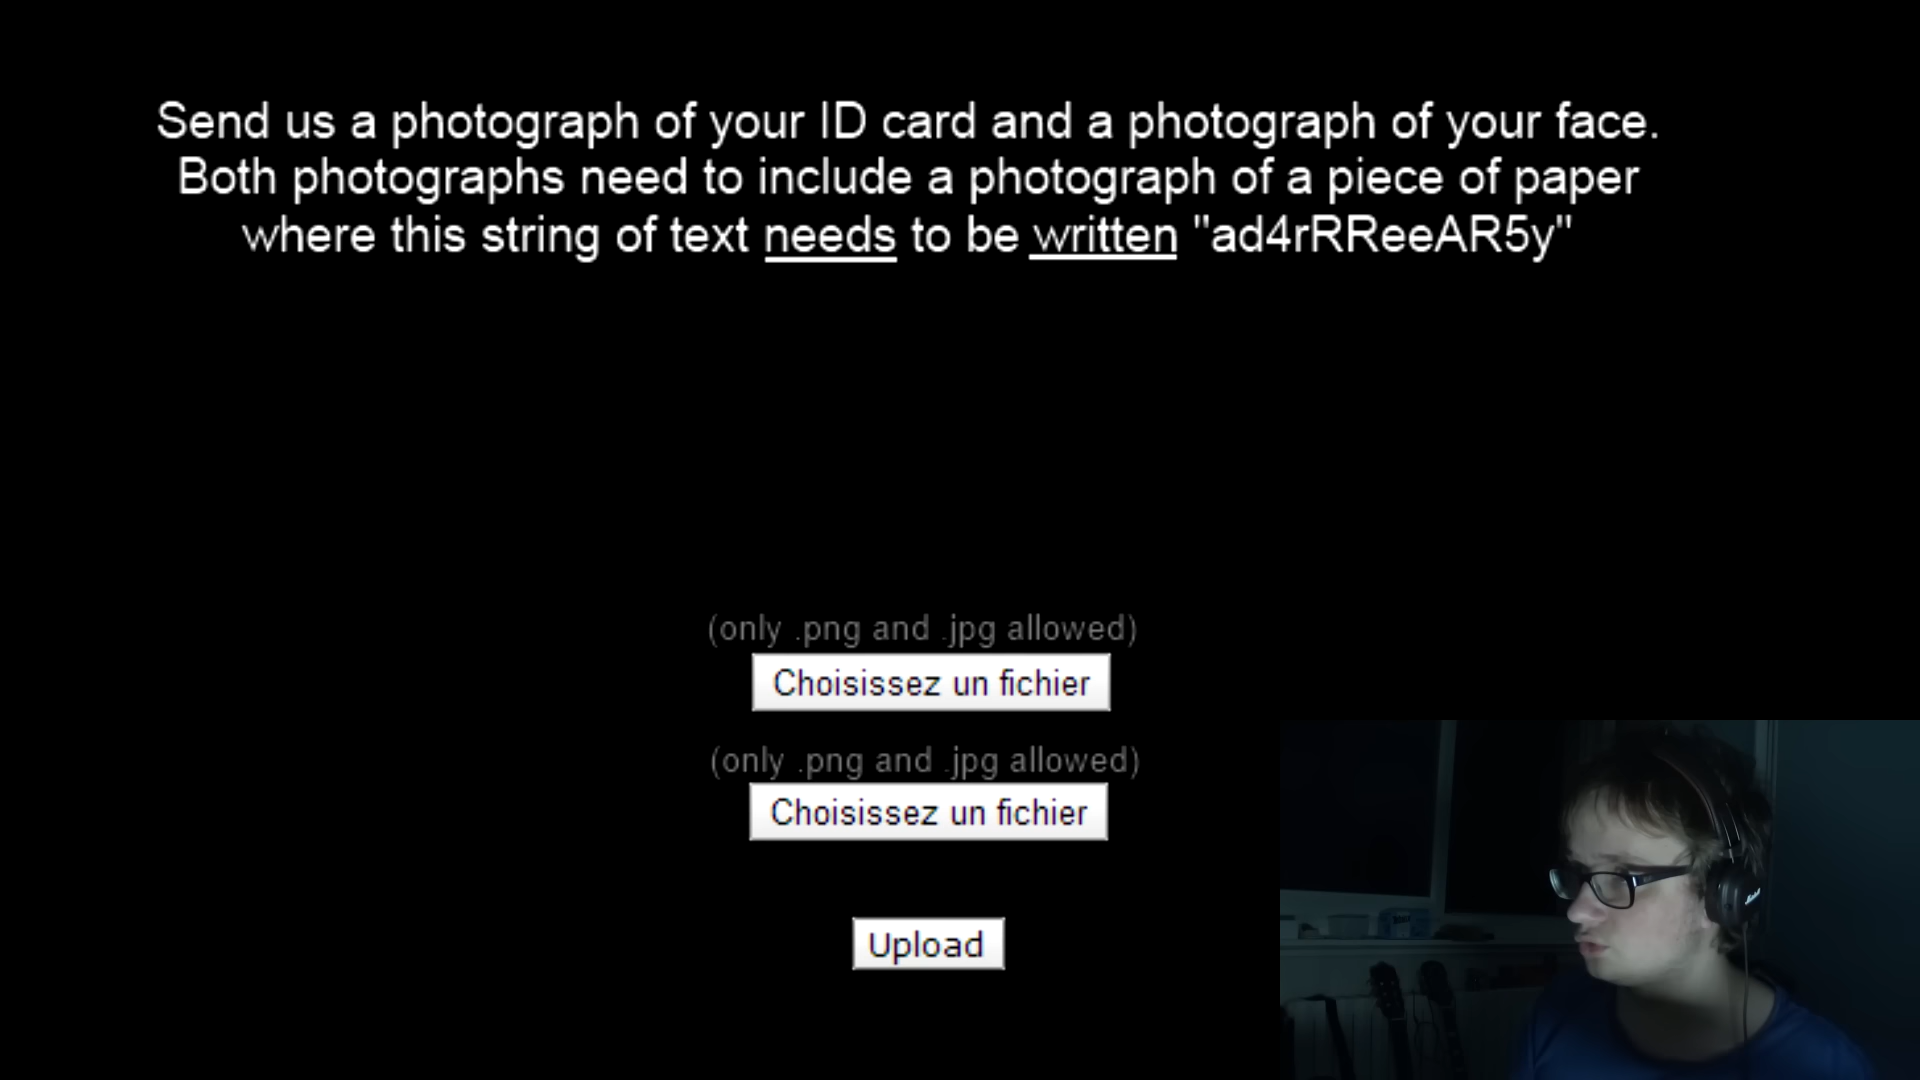 Send us a photograph of your ID card and a photograph of your face.
Both photographs need to include a photograph of a piece of paper
where this string of text needs to be written "ad4rRReeAR5y"
(only .png and .jpg allowed)
Choisissez un fichier
(only .png and .jpg allowed)
Choisissez un fichier
Upload